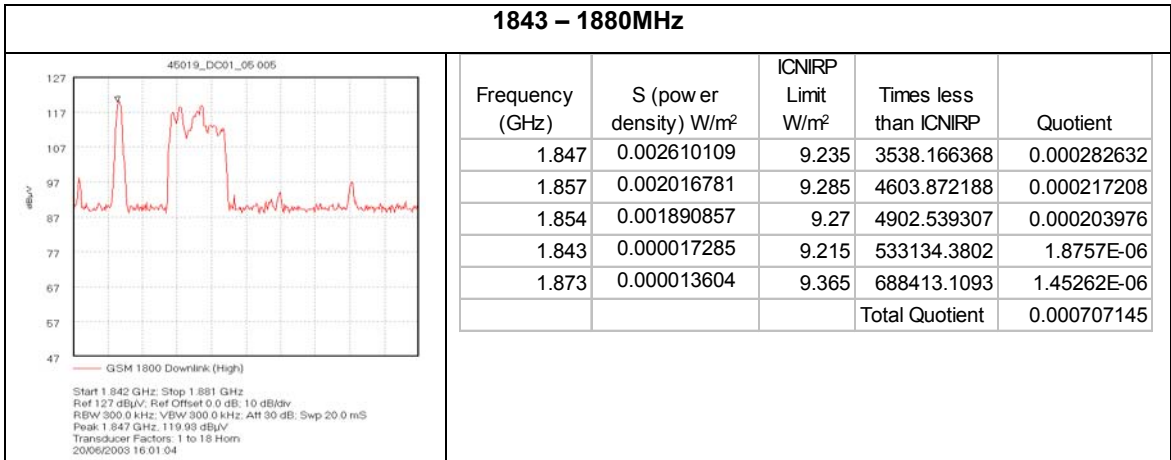 1843 – 1880MHz
45019_DC01_05 005
127
117
107
97
87
77
67
57
47
dBµV
GSM 1800 Downlink (High)
Start 1.842 GHz; Stop 1.881 GHz
Ref 127 dBµV; Ref Offset 0.0 dB; 10 dB/div
RBW 300.0 kHz; VBW 300.0 kHz; Att 30 dB; Swp 20.0 mS
Peak 1.847 GHz, 119.93 dBµV
Transducer Factors: 1 to 18 Horn
20/06/2003 16:01:04
Frequency (GHz) S (power density) W/m² ICNIRP Limit W/m² Times less than ICNIRP Quotient
1.847 0.002610109 9.235 3538.166368 0.000282632
1.857 0.002016781 9.285 4603.872188 0.000217208
1.854 0.001890857 9.27 4902.539307 0.000203976
1.843 0.000017285 9.215 533134.3802 1.8757E-06
1.873 0.000013604 9.365 688413.1093 1.45262E-06
Total Quotient 0.000707145